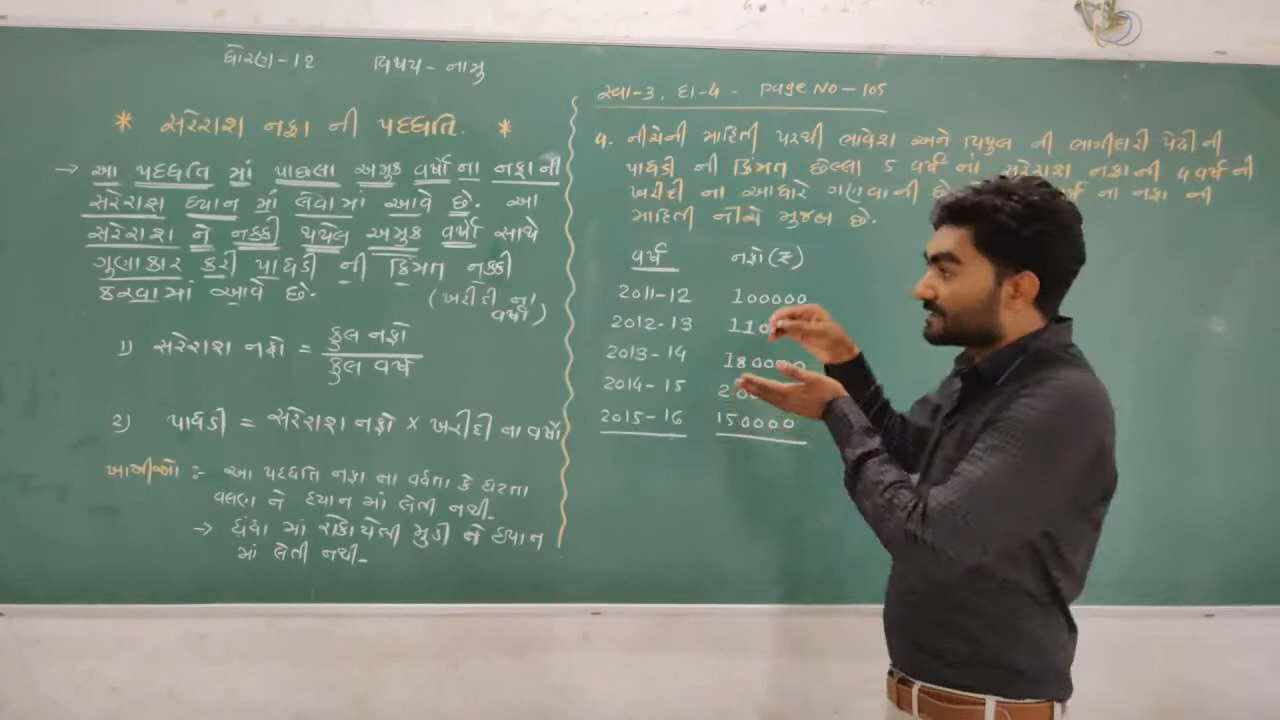 ધોરણ-12 વિષય - નામુ
* સરેરાશ નફા ની પદ્ધતિ. *
→ આ પદ્ધતિ માં પાછલા અમુક વર્ષો ના નફા ની
સરેરાશ ધ્યાન માં લેવામાં આવે છે. આ
સરેરાશ ને નક્કી થયેલ અમુક વર્ષો સાથે
ગુણાકાર કરી પાઘડી ની કિંમત નક્કી
કરવામાં આવે છે.
(ખરીદી ના
વર્ષો)
1) સરેરાશ નફો = કુલ નફો
કુલ વર્ષ
2) પાઘડી = સરેરાશ નફો × ખરીદી ના વર્ષો
ખામીઓ :- આ પદ્ધતિ નફા ના વધતા કે ઘટતા
વલણ ને ધ્યાન માં લેતી નથી.
→ ધંધા માં રોકાયેલી મુડી ને ધ્યાન
માં લેતી નથી.
સ્વા-3, દા-4 - Page No-105
4. નીચેની માહિતી પરથી ભાવેશ અને વિપુલ ની ભાગીદારી પેઢી ની
પાઘડી ની કિંમત છેલ્લા 5 વર્ષ નાં સરેરાશ નફાની 4 વર્ષ ની
ખરીદી ના આધારે ગણવાની છે ના નફા ની
માહિતી નીચે મુજબ છે.
વર્ષ નફો (₹)
2011-12 100000
2012-13
2013-14 180000
2014-15
2015-16 150000